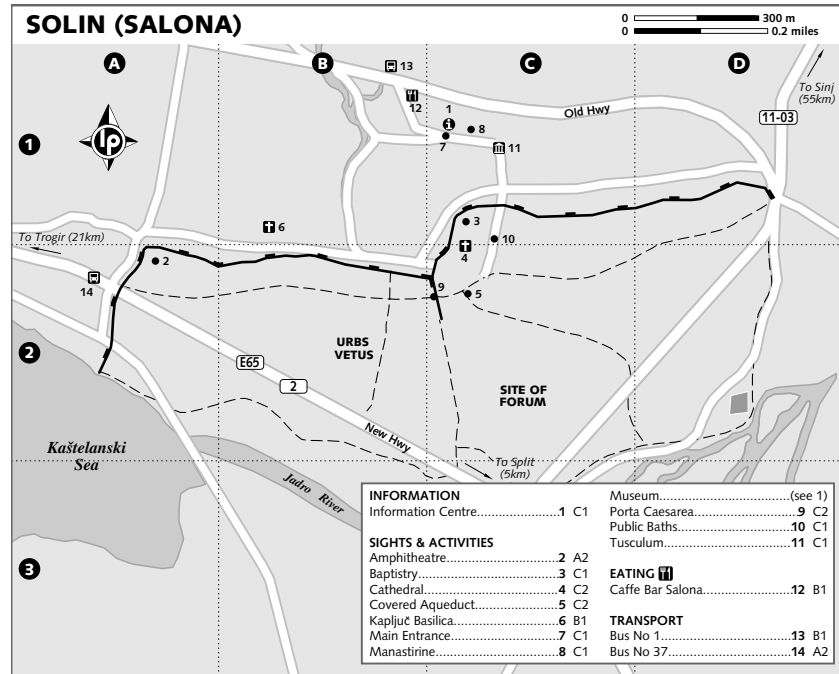 SOLIN (SALONA)
0 300 m
0 0.2 miles
A B C D
13
12
1
8
7
11
Old Hwy
To Sinj
(55km)
11-03
1
lp
6
3
10
4
To Trogir (21km)
2
14
9
5
URBS
VETUS
2
E65
2
SITE OF
FORUM
New Hwy
Kaštelanski
Sea
To Split
(5km)
Jadro River
3
INFORMATION
Information Centre....................1 C1
SIGHTS & ACTIVITIES
Amphitheatre............................2 A2
Baptistry...................................3 C1
Cathedral..................................4 C2
Covered Aqueduct.....................5 C2
Kapljuč Basilica.........................6 B1
Main Entrance...........................7 C1
Manastirine...............................8 C1
Museum................................(see 1)
Porta Caesarea..........................9 C2
Public Baths.............................10 C1
Tusculum.................................11 C1
EATING
Caffe Bar Salona......................12 B1
TRANSPORT
Bus No 1..................................13 B1
Bus No 37................................14 A2